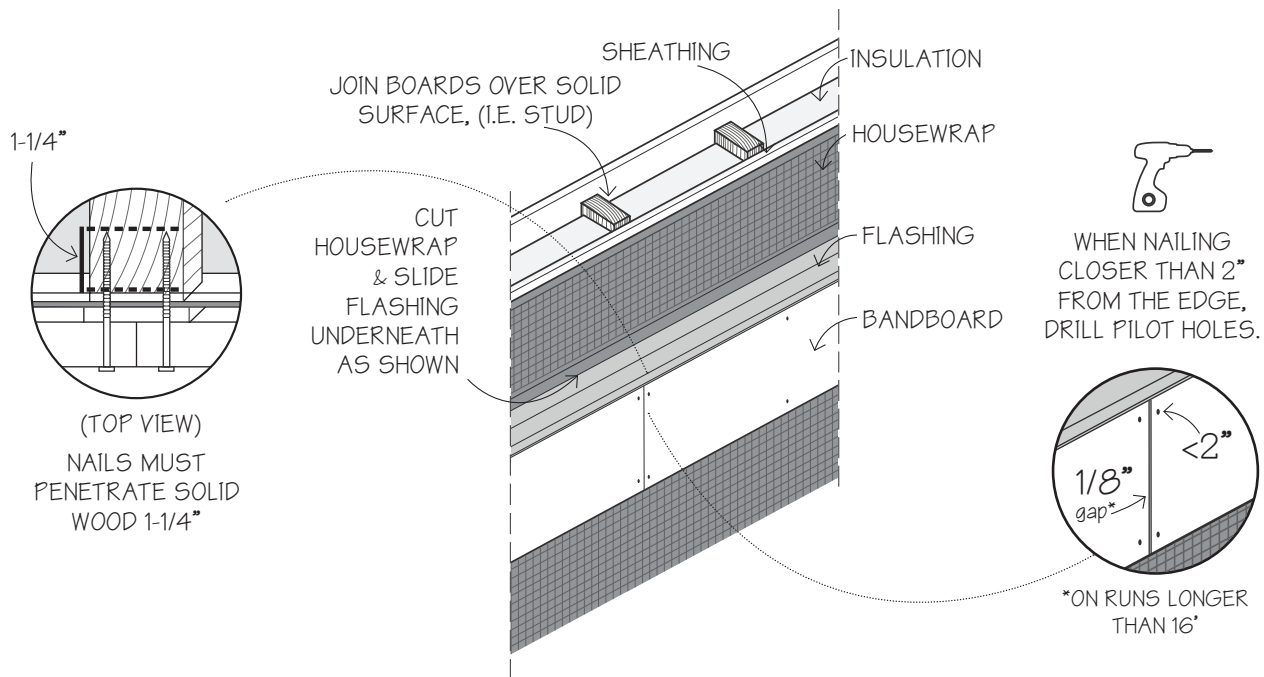 1-1/4”
(TOP VIEW)
NAILS MUST
PENETRATE SOLID
WOOD 1-1/4”
JOIN BOARDS OVER SOLID
SURFACE, (I.E. STUD)
SHEATHING
INSULATION
HOUSEWRAP
CUT
HOUSEWRAP
& SLIDE
FLASHING
UNDERNEATH
AS SHOWN
FLASHING
BANDBOARD
WHEN NAILING
CLOSER THAN 2”
FROM THE EDGE,
DRILL PILOT HOLES.
<2”
1/8”
gap*
*ON RUNS LONGER
THAN 16’